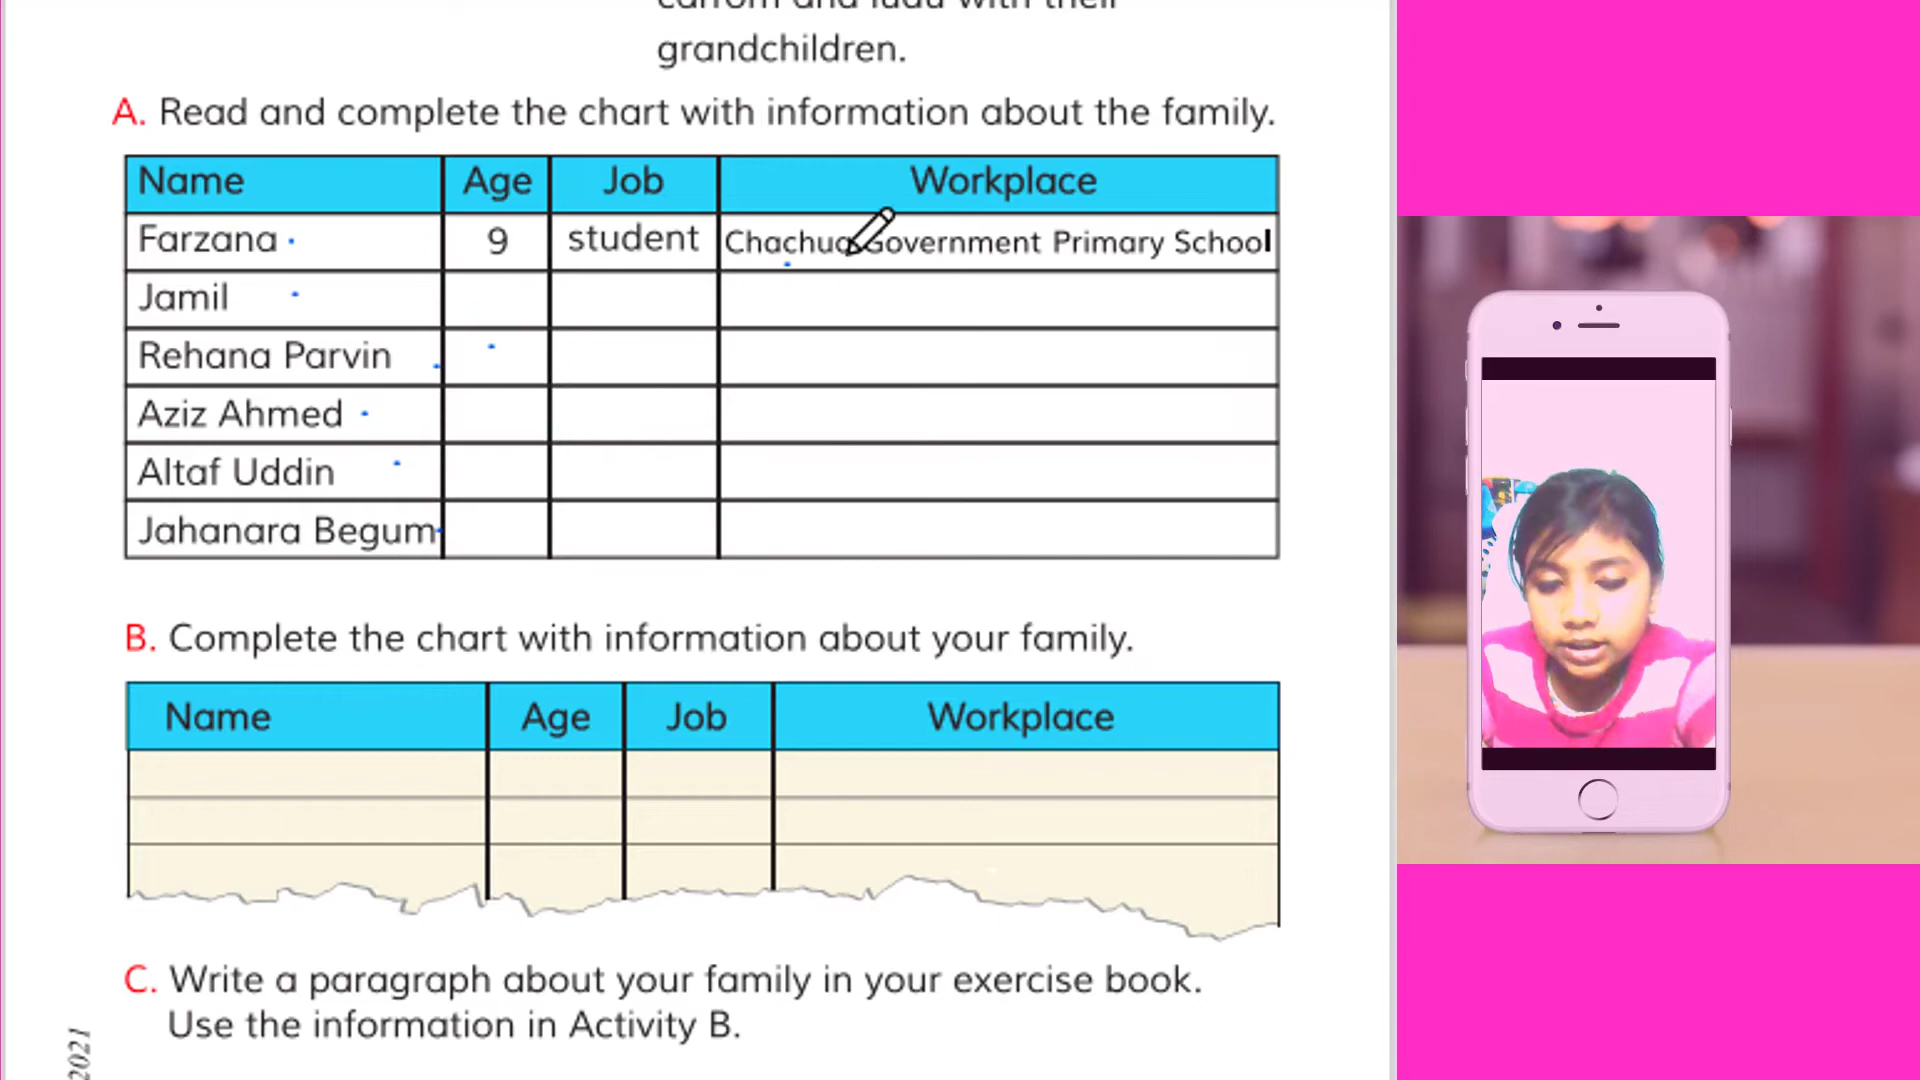 grandchildren.
A. Read and complete the chart with information about the family.
Name Age Job Workplace
Farzana 9 student Government Primary School
Jamil
Rehana Parvin
Aziz Ahmed
Altaf Uddin
Jahanara Begum
B. Complete the chart with information about your family.
Name Age Job Workplace
C. Write a paragraph about your family in your exercise book.
Use the information in Activity B.
2021